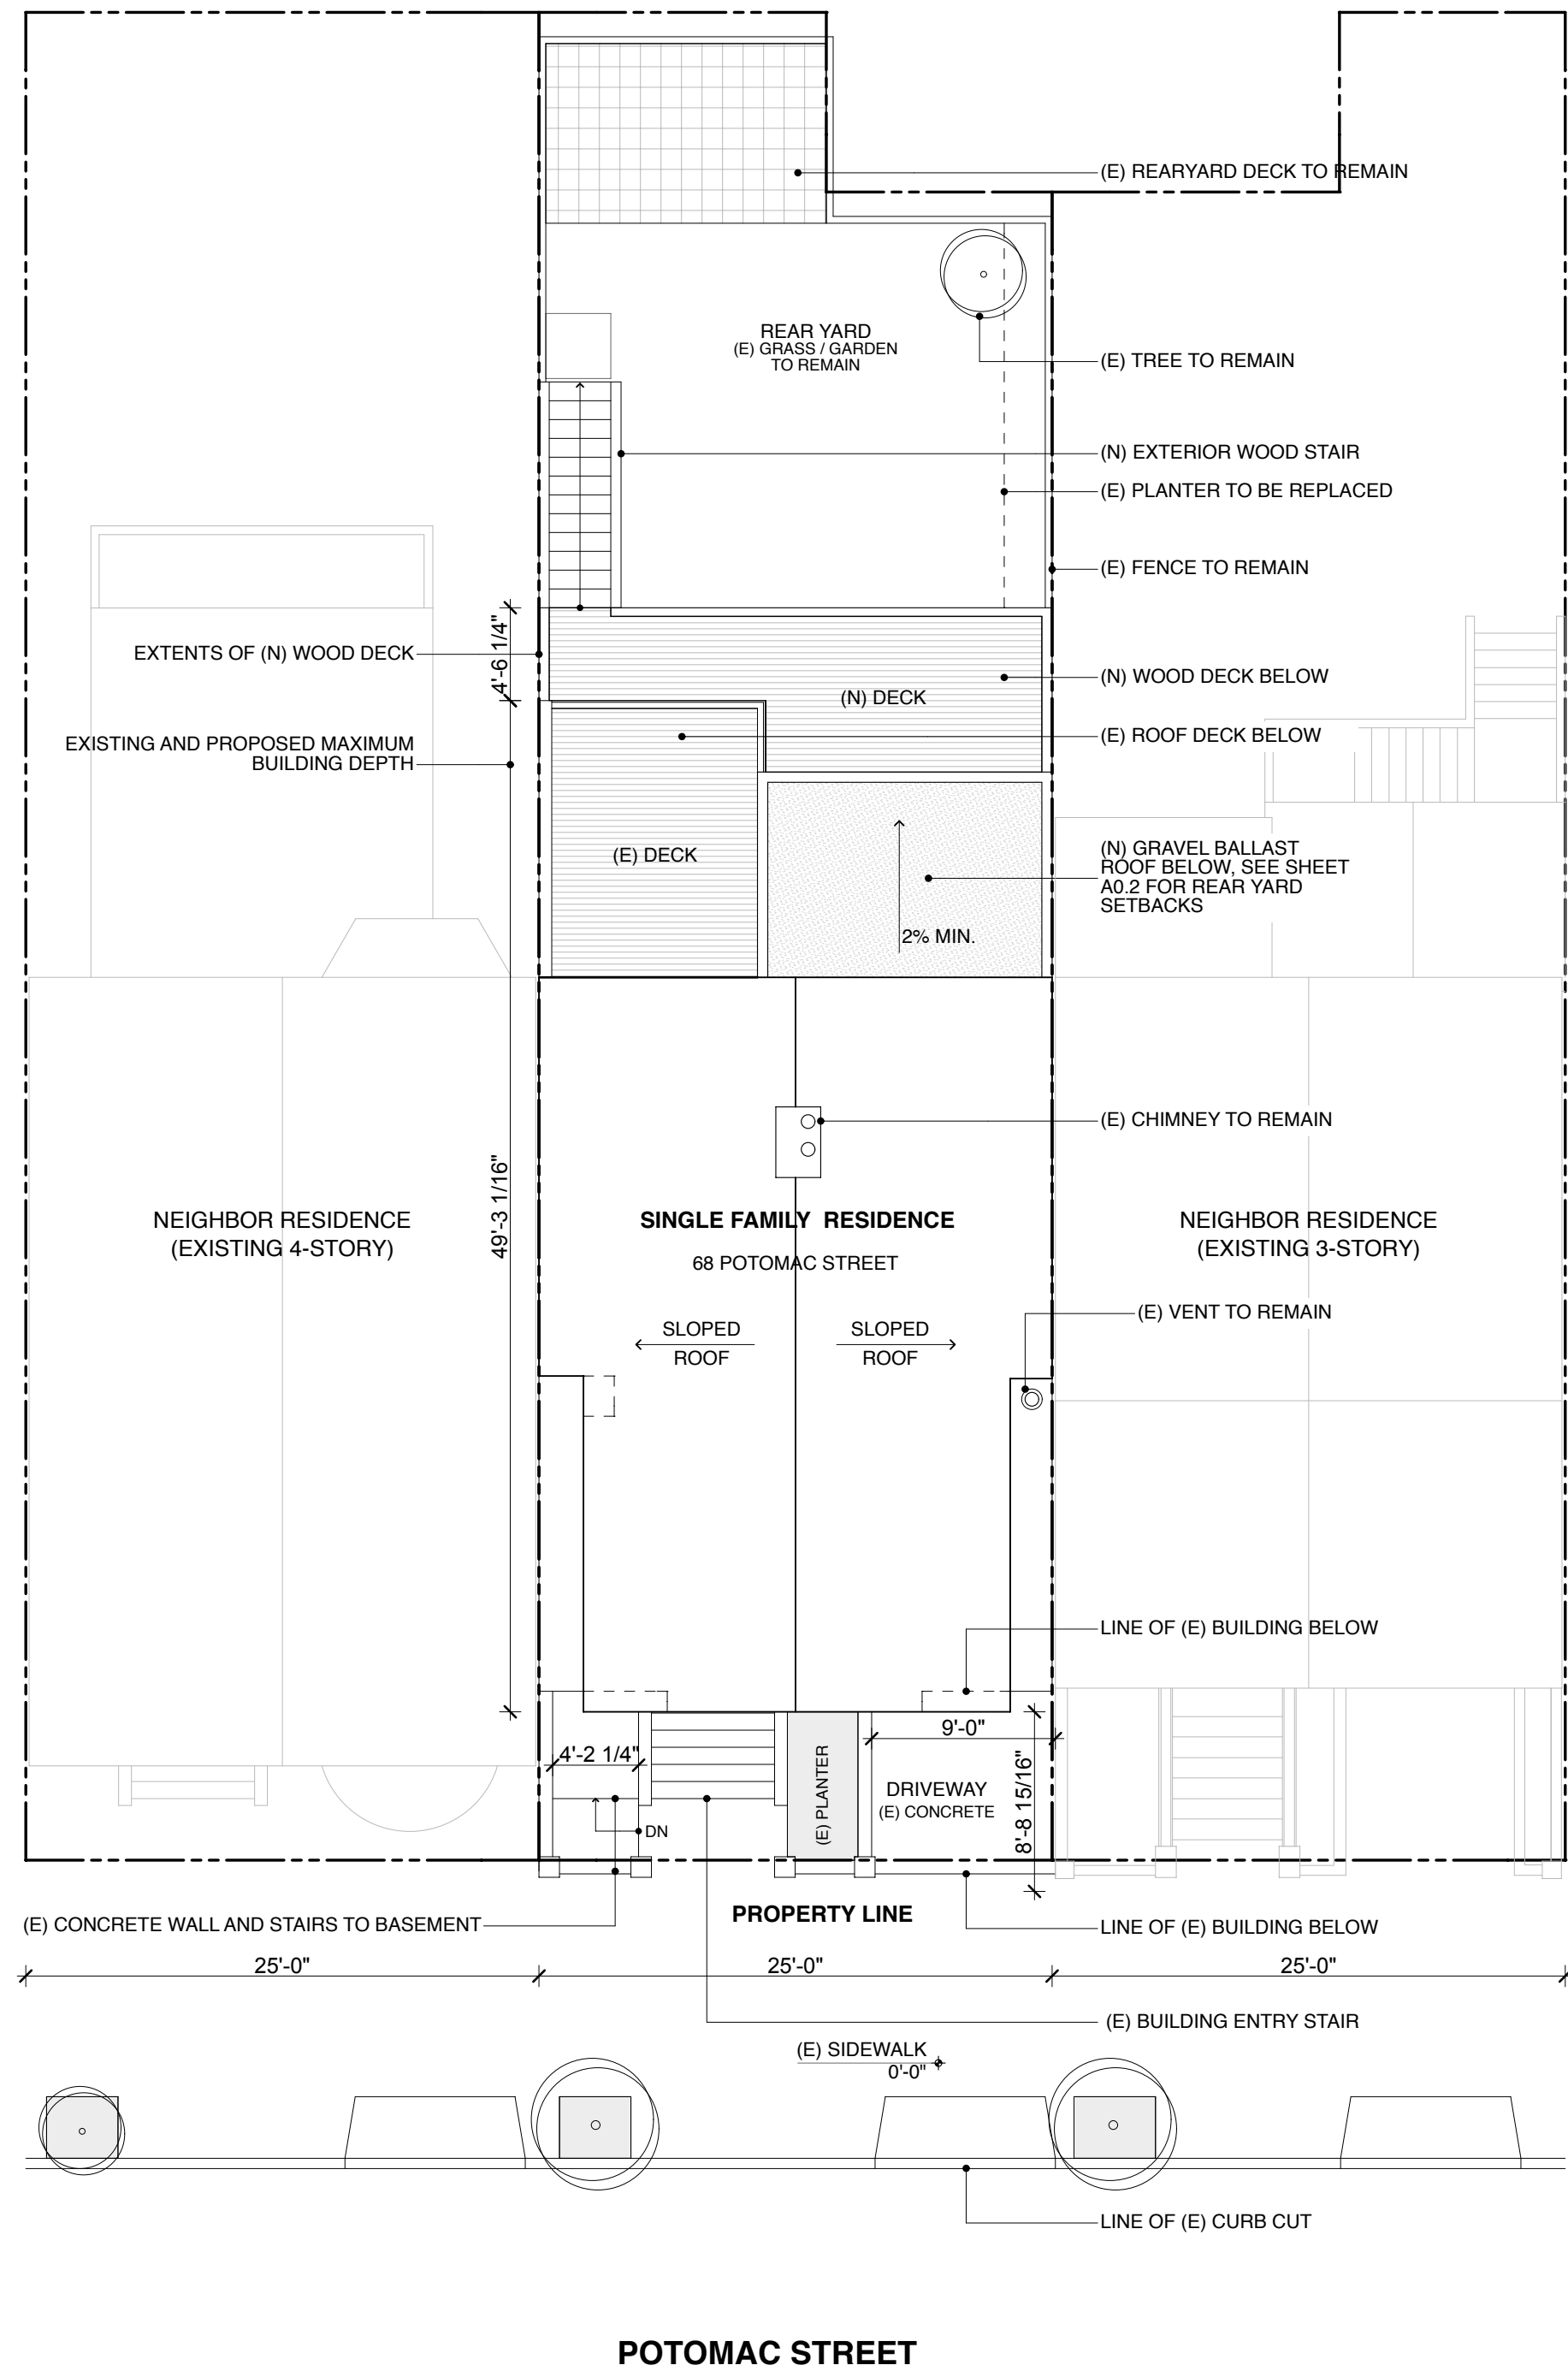 (E) REARYARD DECK TO REMAIN
REAR YARD
(E) GRASS / GARDEN
TO REMAIN
(E) TREE TO REMAIN
(N) EXTERIOR WOOD STAIR
(E) PLANTER TO BE REPLACED
(E) FENCE TO REMAIN
4'-6 1/4"
EXTENTS OF (N) WOOD DECK
(N) WOOD DECK BELOW
(N) DECK
(E) ROOF DECK BELOW
EXISTING AND PROPOSED MAXIMUM
BUILDING DEPTH
(E) DECK
(N) GRAVEL BALLAST
ROOF BELOW, SEE SHEET
A0.2 FOR REAR YARD
SETBACKS
2% MIN.
(E) CHIMNEY TO REMAIN
49'-3 1/16"
NEIGHBOR RESIDENCE
(EXISTING 4-STORY)
SINGLE FAMILY RESIDENCE
68 POTOMAC STREET
NEIGHBOR RESIDENCE
(EXISTING 3-STORY)
(E) VENT TO REMAIN
SLOPED
ROOF
SLOPED
ROOF
LINE OF (E) BUILDING BELOW
9'-0"
4'-2 1/4"
(E) PLANTER
DRIVEWAY
(E) CONCRETE
8'-8 15/16"
DN
PROPERTY LINE
(E) CONCRETE WALL AND STAIRS TO BASEMENT
LINE OF (E) BUILDING BELOW
25'-0"
25'-0"
25'-0"
(E) BUILDING ENTRY STAIR
(E) SIDEWALK
0'-0"
LINE OF (E) CURB CUT
POTOMAC STREET